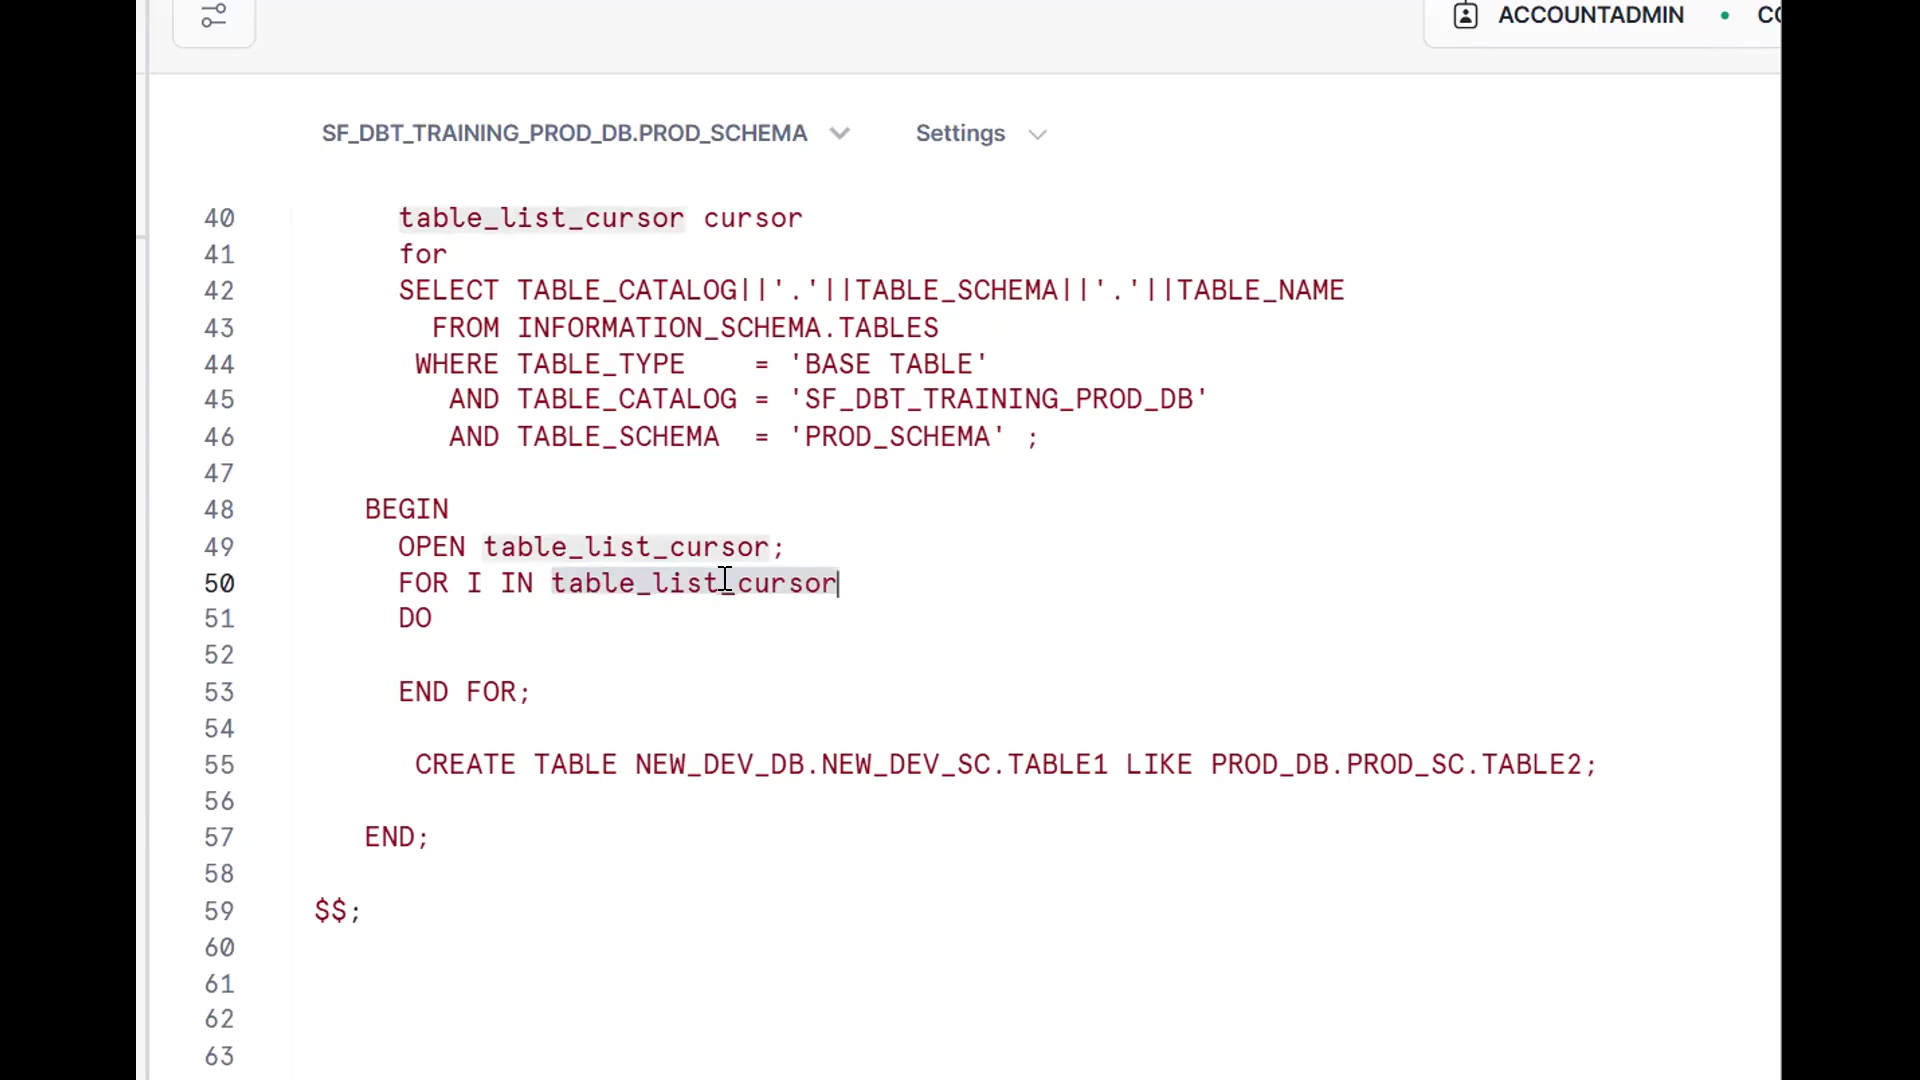 ACCOUNTADMIN
SF_DBT_TRAINING_PROD_DB.PROD_SCHEMA Settings
40 table_list_cursor cursor
41 for
42 SELECT TABLE_CATALOG||'.'||TABLE_SCHEMA||'.'||TABLE_NAME
43 FROM INFORMATION_SCHEMA.TABLES
44 WHERE TABLE_TYPE = 'BASE TABLE'
45 AND TABLE_CATALOG = 'SF_DBT_TRAINING_PROD_DB'
46 AND TABLE_SCHEMA = 'PROD_SCHEMA' ;
47
48 BEGIN
49 OPEN table_list_cursor;
50 FOR I IN table_list_cursor
51 DO
52
53 END FOR;
54
55 CREATE TABLE NEW_DEV_DB.NEW_DEV_SC.TABLE1 LIKE PROD_DB.PROD_SC.TABLE2;
56
57 END;
58
59 $$;
60
61
62
63